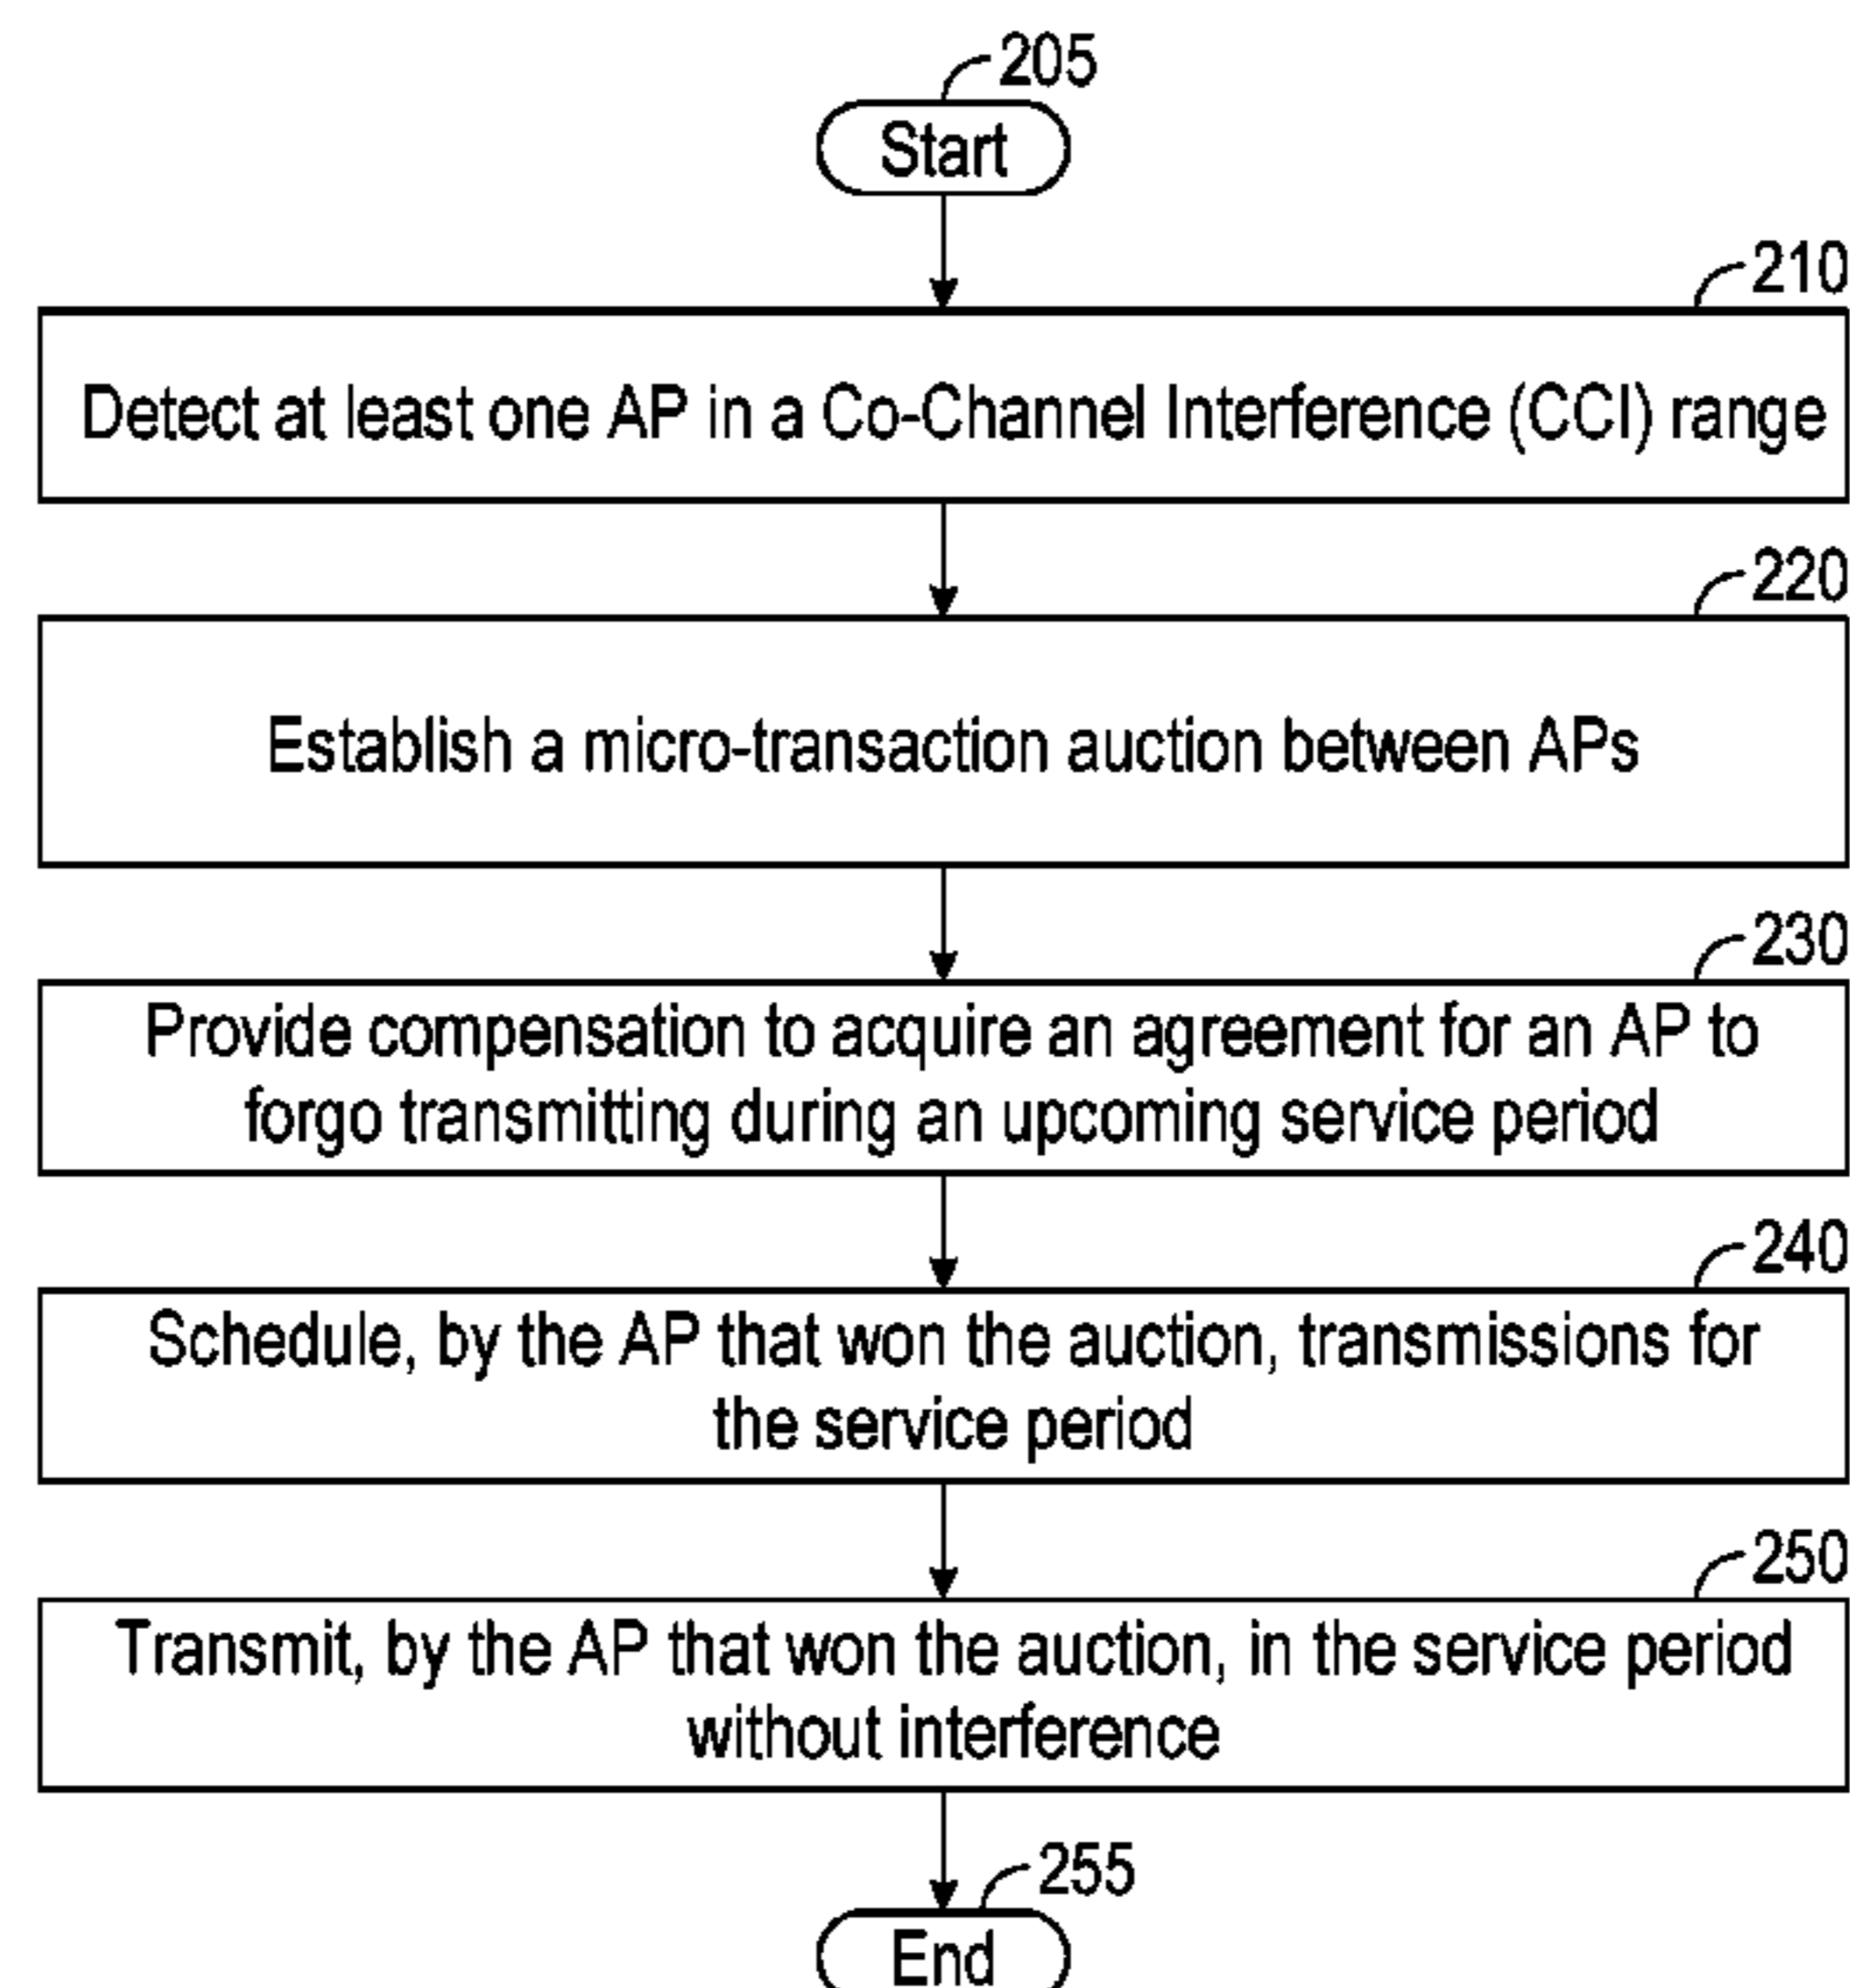 205
Start
210
Detect at least one AP in a Co-Channel Interference (CCI) range
220
Establish a micro-transaction auction between APs
230
Provide compensation to acquire an agreement for an AP to
forgo transmitting during an upcoming service period
240
Schedule, by the AP that won the auction, transmissions for
the service period
250
Transmit, by the AP that won the auction, in the service period
without interference
255
End